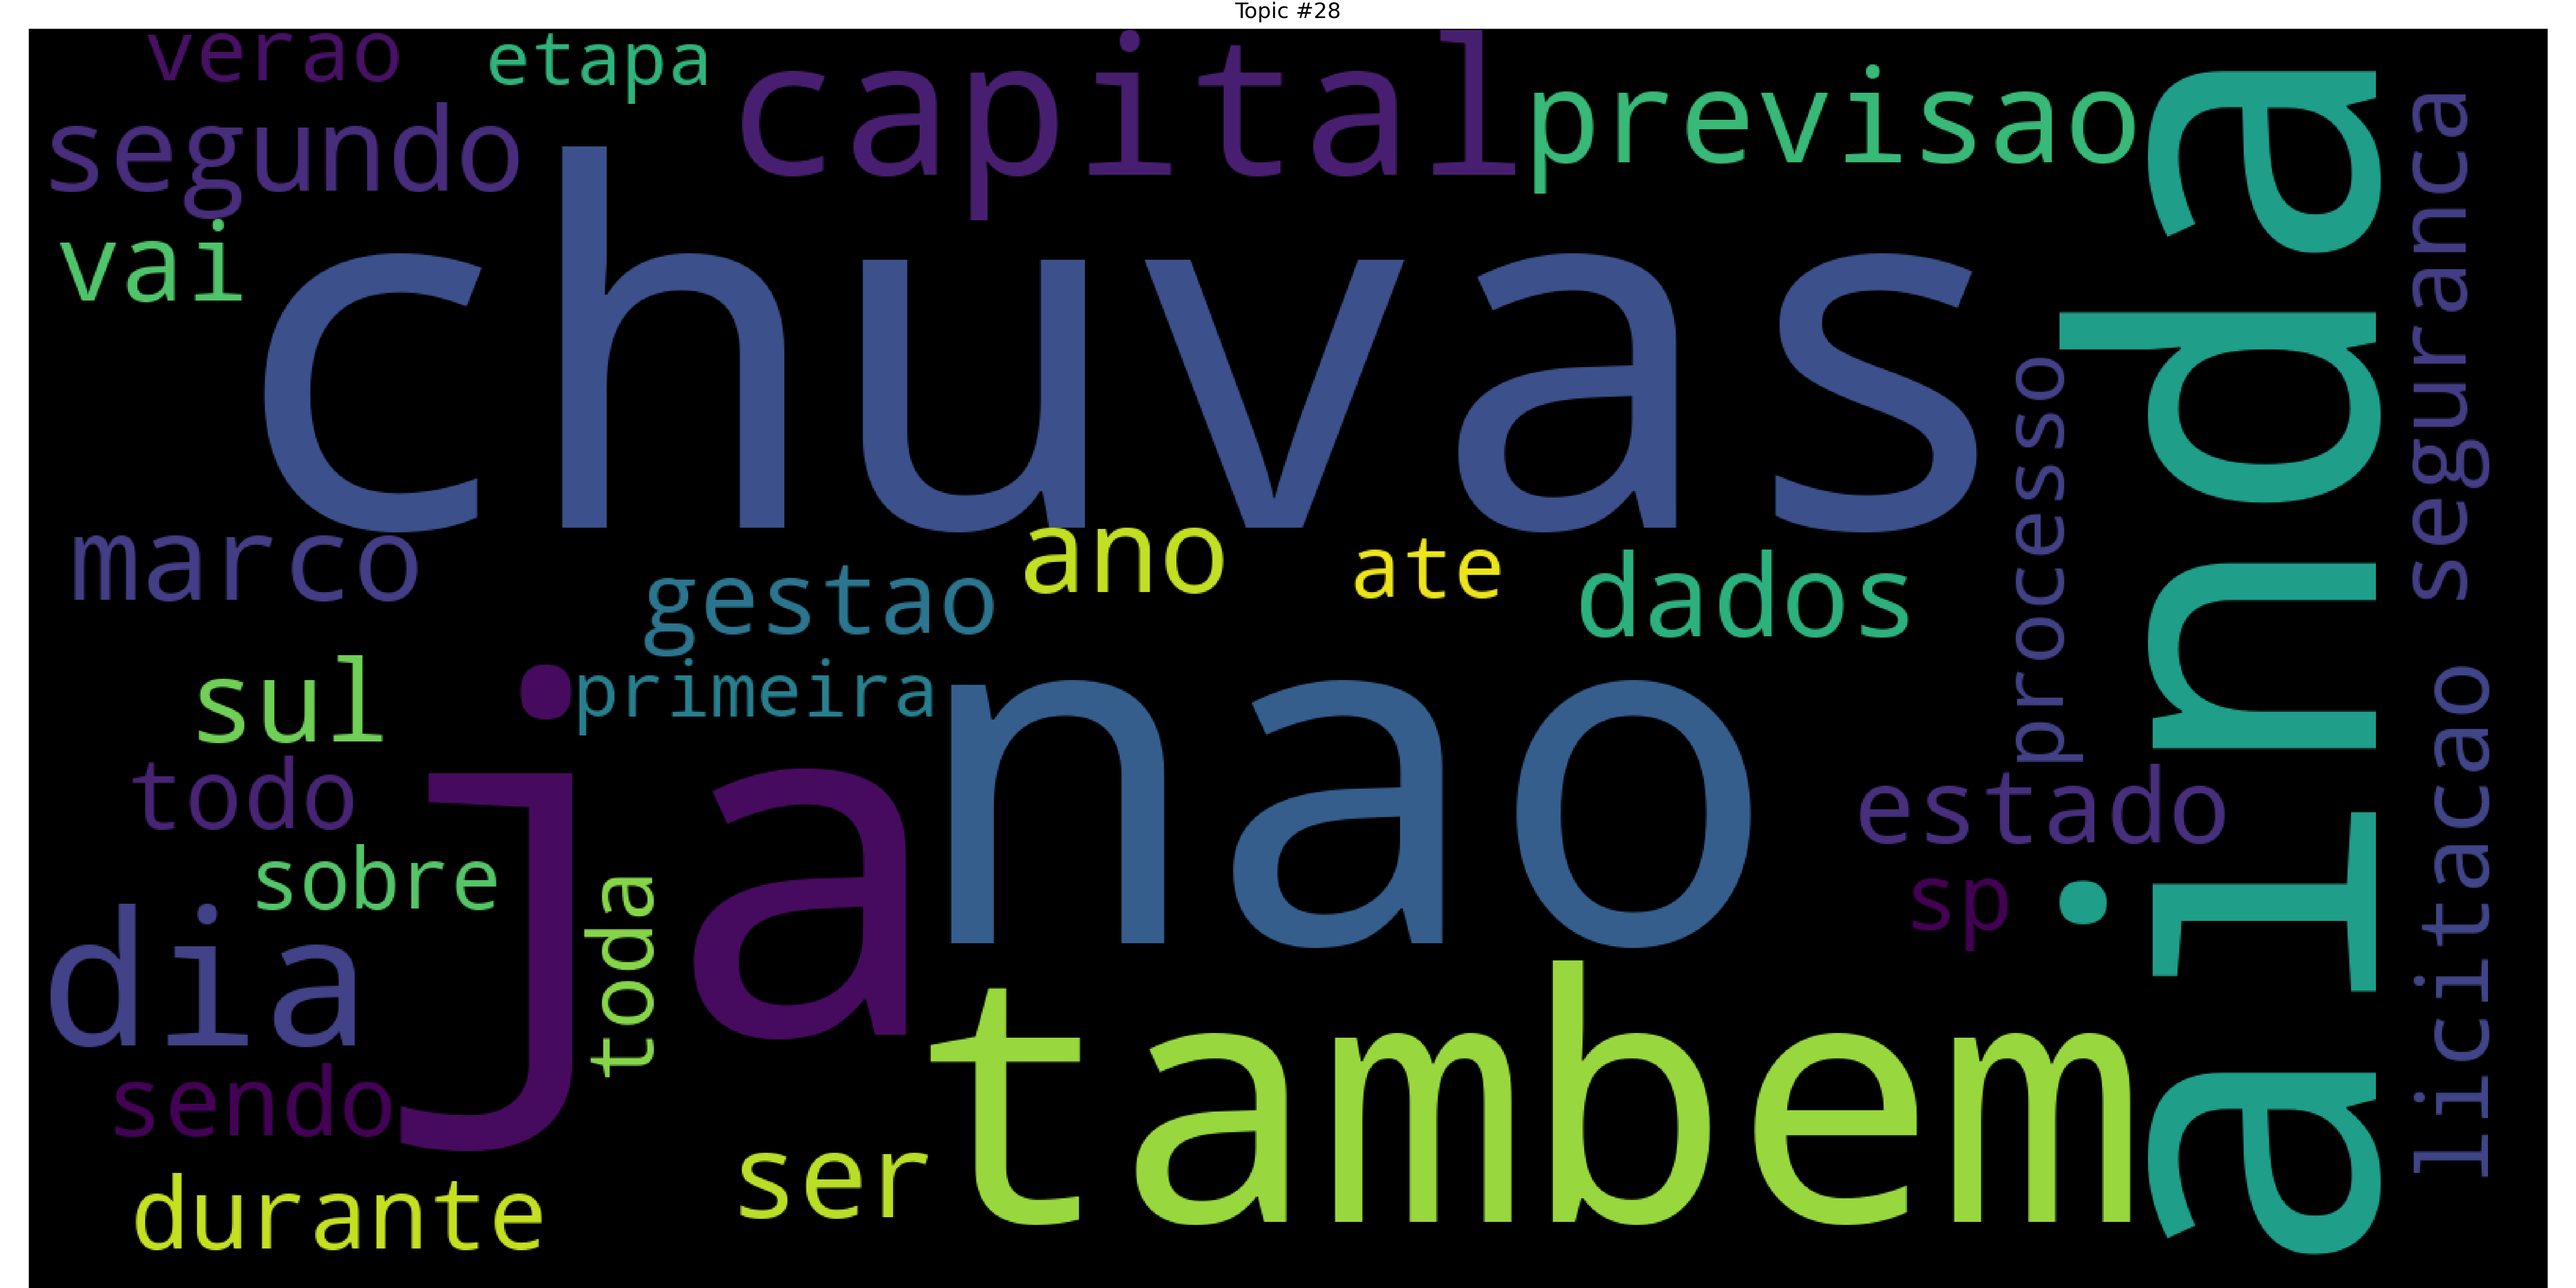 Topic #28
verao
etapa
capital
previsao
segundo
vai
chuvas
ainda
seguranca
processo
marco
gestao
ano
ate
dados
sul
primeira
ja
nao
todo
estado
sobre
sp
toda
dia
licitacao
sendo
tambem
ser
durante